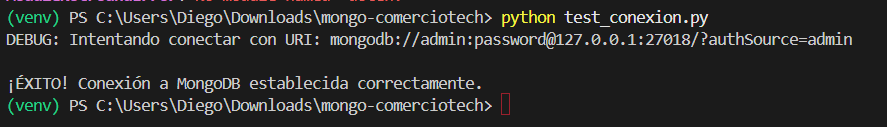 (venv) PS C:\Users\Diego\Downloads\mongo-comerciotech> python test_conexion.py
DEBUG: Intentando conectar con URI: mongodb://admin:password@127.0.0.1:27018/?authSource=admin
¡ÉXITO! Conexión a MongoDB establecida correctamente.
(venv) PS C:\Users\Diego\Downloads\mongo-comerciotech>